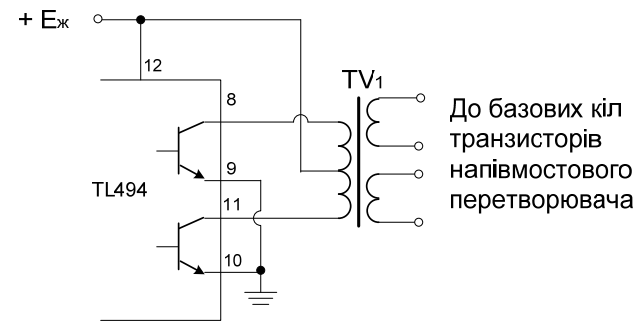 + Eж
12
8
TV1
До базових кіл
транзисторів
напівмостового
перетворювача
9
TL494
11
10